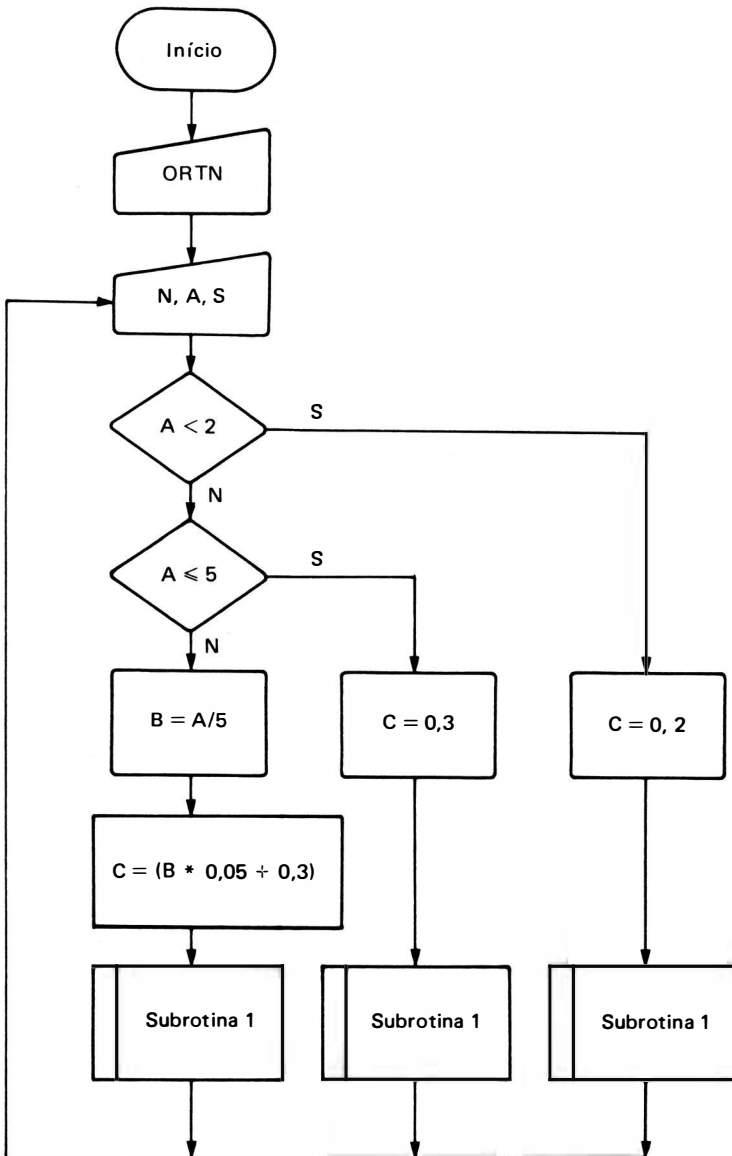 Início
ORTN
N, A, S
A < 2
S
N
A ⩽ 5
S
N
B = A/5
C = 0,3
C = 0, 2
C = (B * 0,05 ÷ 0,3)
Subrotina 1
Subrotina 1
Subrotina 1